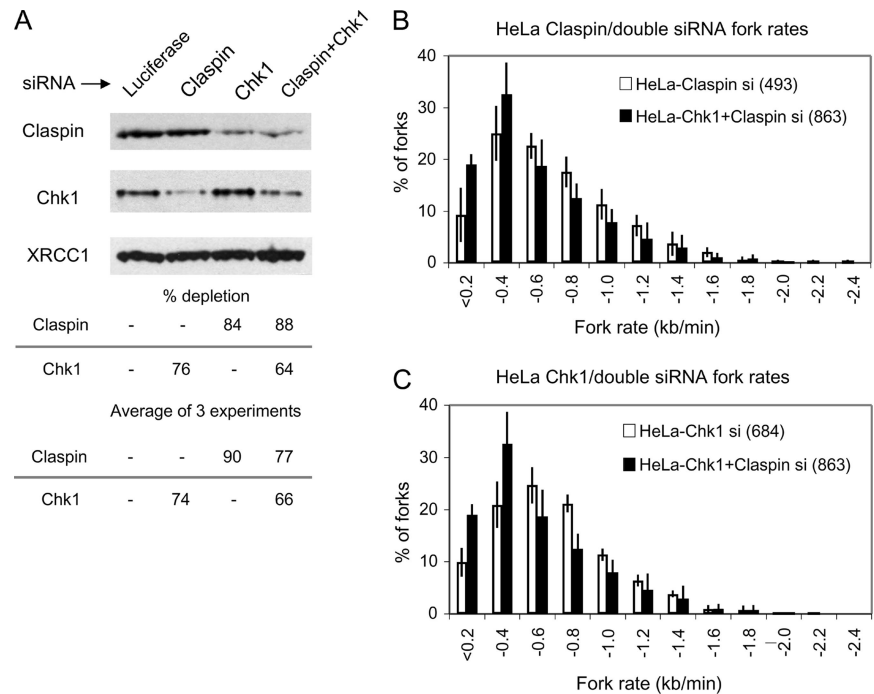 A
siRNA
Luciferase
Claspin
Chk1
Claspin+Chk1
Claspin
Chk1
XRCC1
% depletion
Claspin - - 84 88
Chk1 - 76 - 64
Average of 3 experiments
Claspin - - 90 77
Chk1 - 74 - 66
B
HeLa Claspin/double siRNA fork rates
HeLa-Claspin si (493)
HeLa-Chk1+Claspin si (863)
% of forks
40
30
20
10
0
<0.2 -0.4 -0.6 -0.8 -1.0 -1.2 -1.4 -1.6 -1.8 -2.0 -2.2 -2.4
Fork rate (kb/min)
C
HeLa Chk1/double siRNA fork rates
HeLa-Chk1 si (684)
HeLa-Chk1+Claspin si (863)
% of forks
40
30
20
10
0
<0.2 -0.4 -0.6 -0.8 -1.0 -1.2 -1.4 -1.6 -1.8 -2.0 -2.2 -2.4
Fork rate (kb/min)